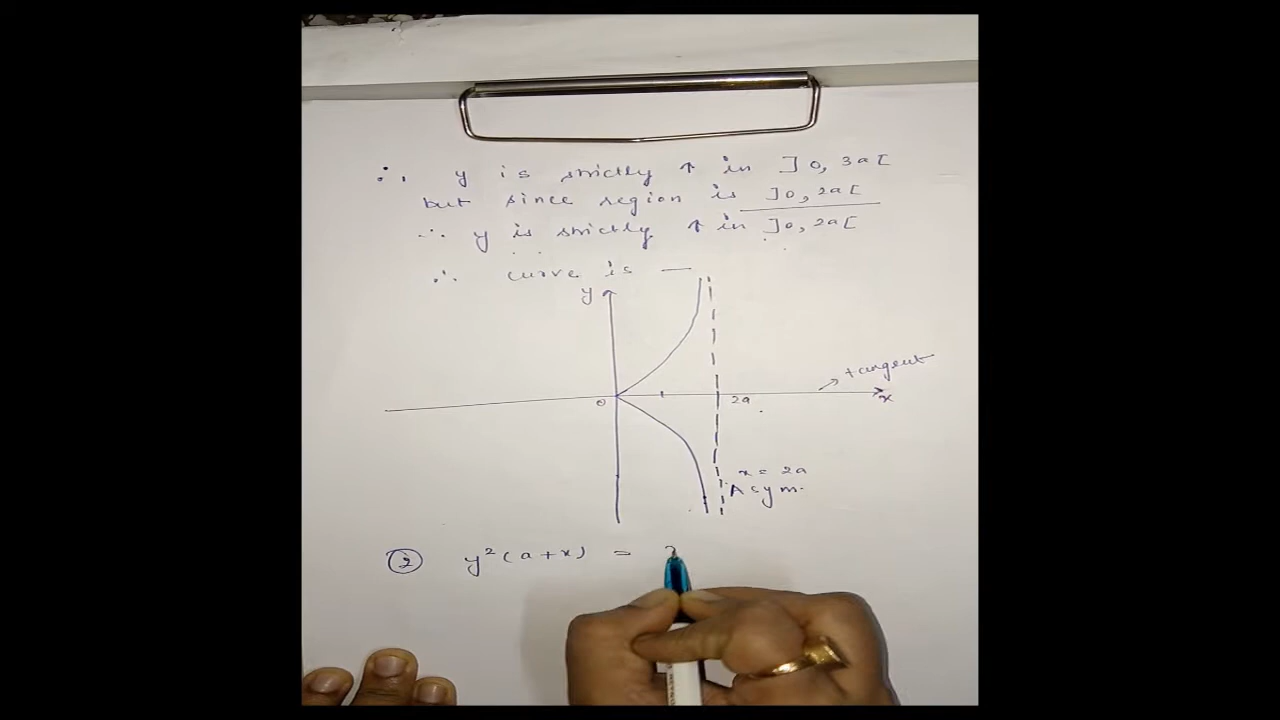 ∴ y is strictly ↑ in ]0, 3a[
but since region is ]0, 2a[
∴ y is strictly ↑ in ]0, 2a[
∴ curve is —
y
tangent
0
2a
x
x = 2a
Asym.
② y²(a+x) =